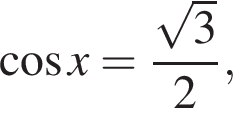 cos x = √3/2,